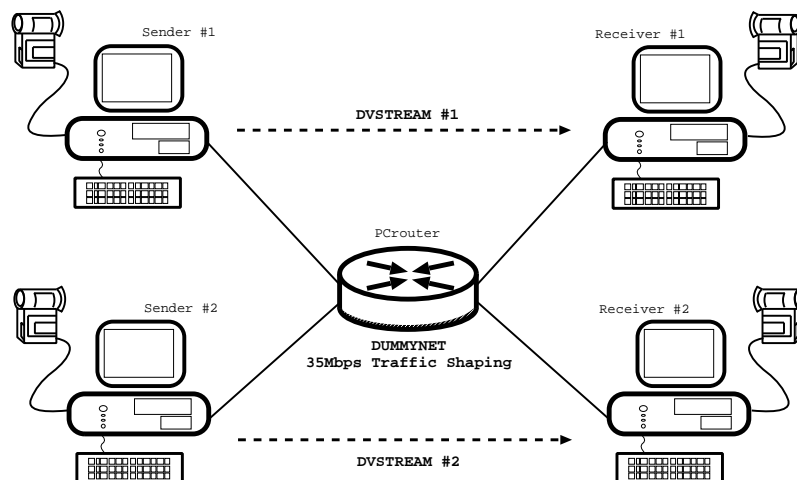 Sender #1
Receiver #1
DVSTREAM #1
PCrouter
Sender #2
Receiver #2
DUMMYNET
35Mbps Traffic Shaping
DVSTREAM #2